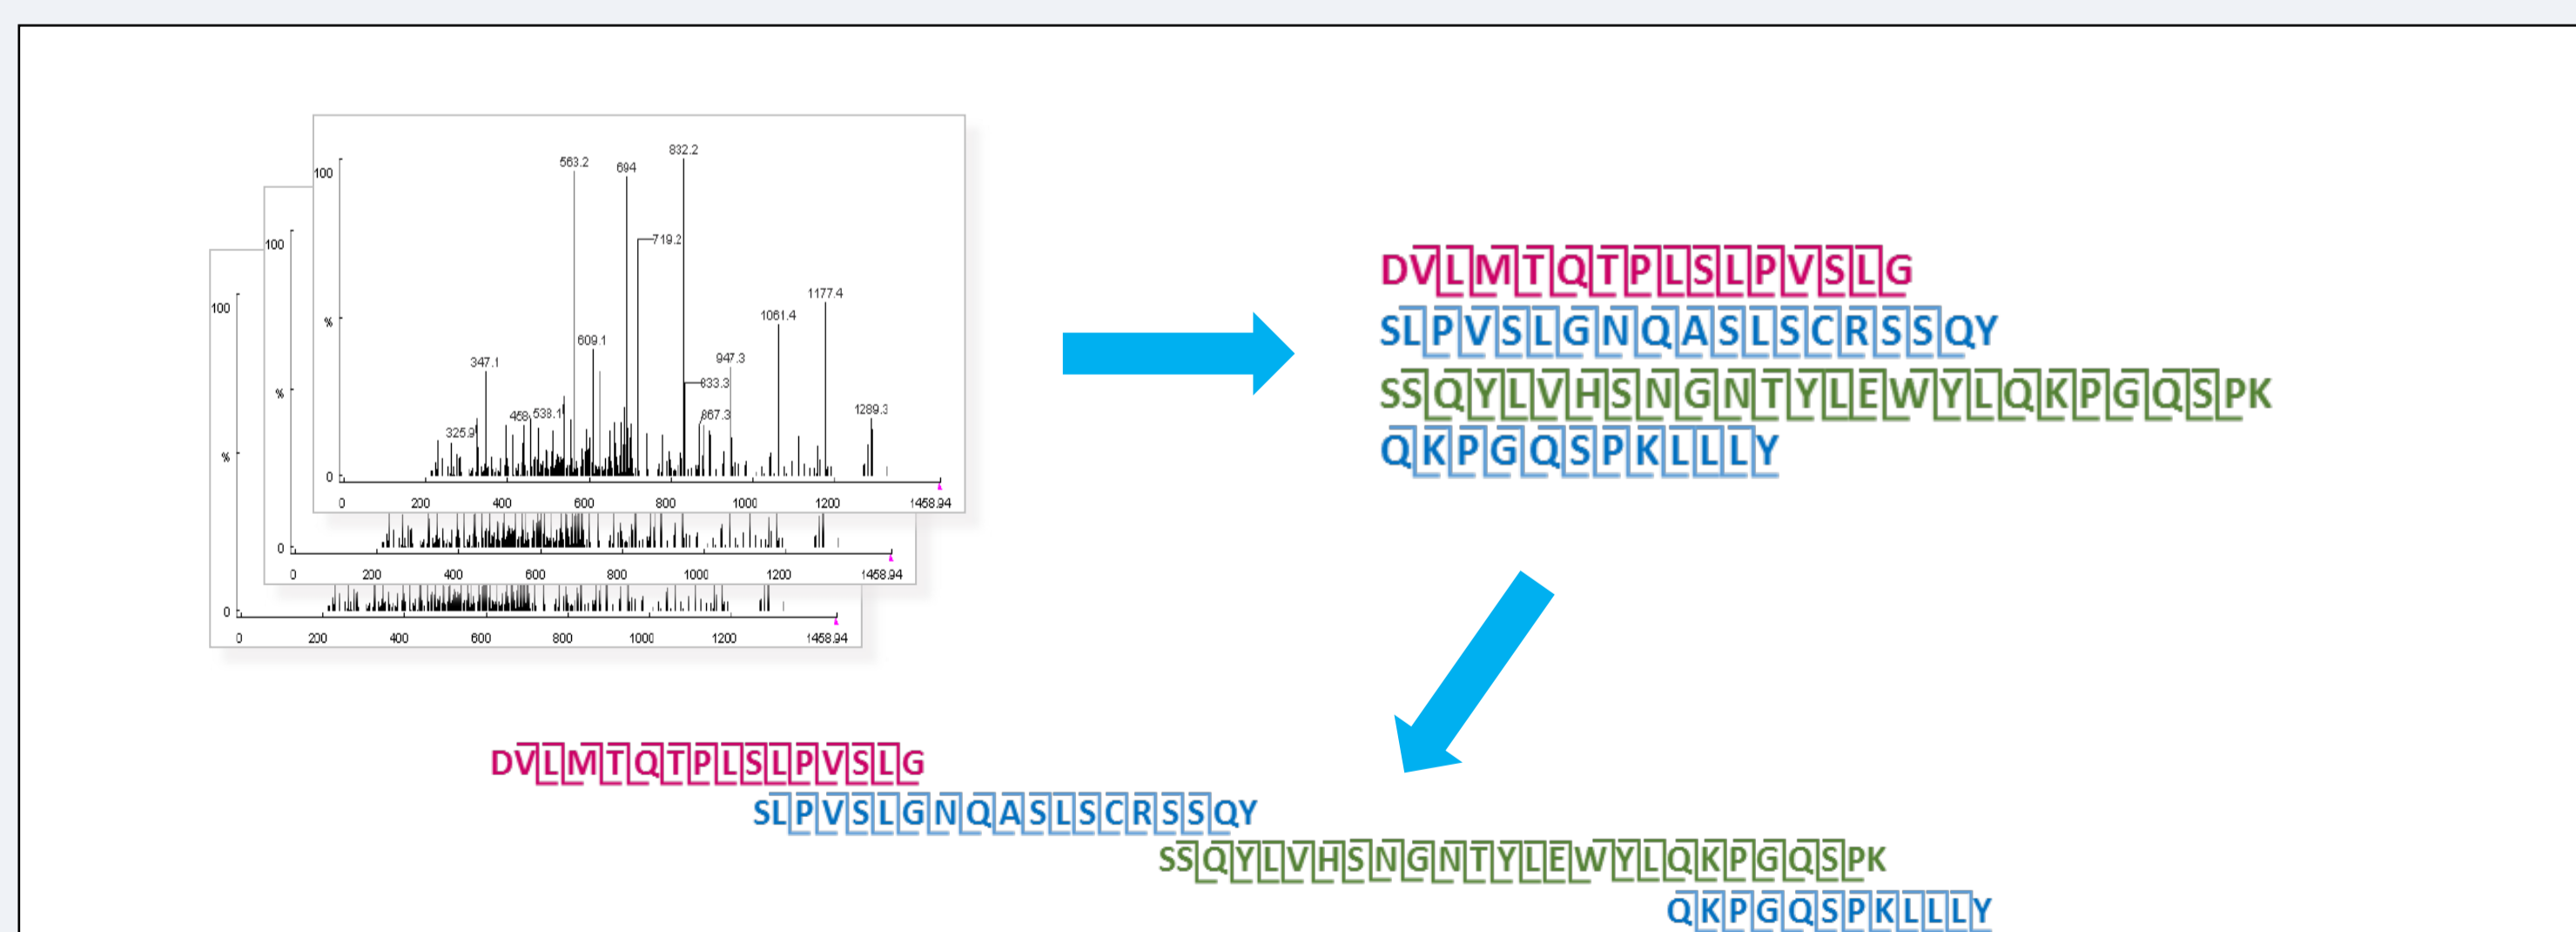 832.2
563.2
694
100
719.2
1177.4
1061.4
%
609.1
947.3
347.1
833.3
1289.3
867.3
458
538.1
325.9
0
0 200 400 600 800 1000 1200 1458.94
100
%
0
0 200 400 600 800 1000 1200 1458.94
100
%
0
0 200 400 600 800 1000 1200 1458.94
DVLMTQTPLSLPVSLG
SLPVSLGNQASLSCRSSQY
SSQYLVHSNGNTYLEWYLQKPGQSPK
QKPGQSPKLLLY
DVLMTQTPLSLPVSLG
SLPVSLGNQASLSCRSSQY
SSQYLVHSNGNTYLEWYLQKPGQSPK
QKPGQSPKLLLY